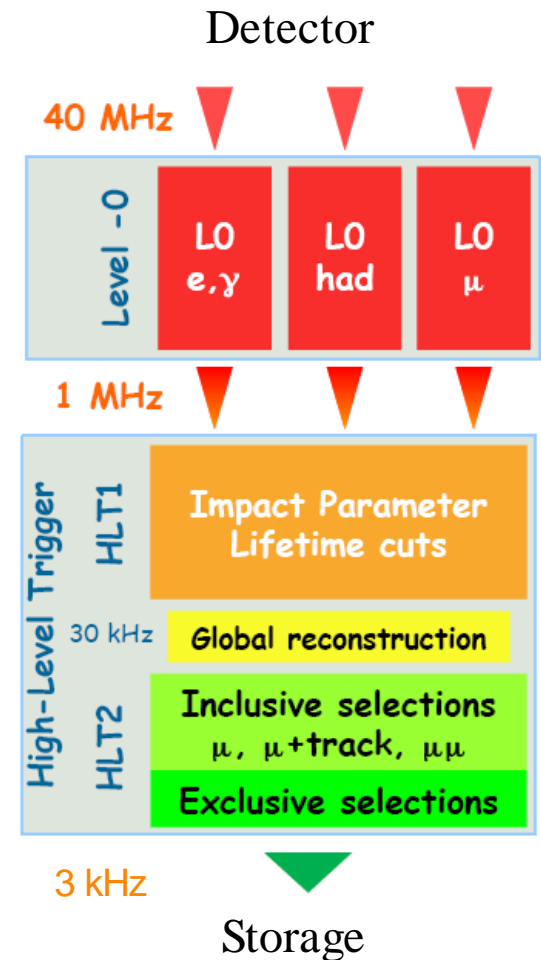 Detector
40 MHz
Level -0
L0
e,γ
L0
had
L0
μ
1 MHz
High-Level Trigger
HLT1
Impact Parameter
Lifetime cuts
30 kHz
Global reconstruction
HLT2
Inclusive selections
μ, μ+track, μμ
Exclusive selections
3 kHz
Storage